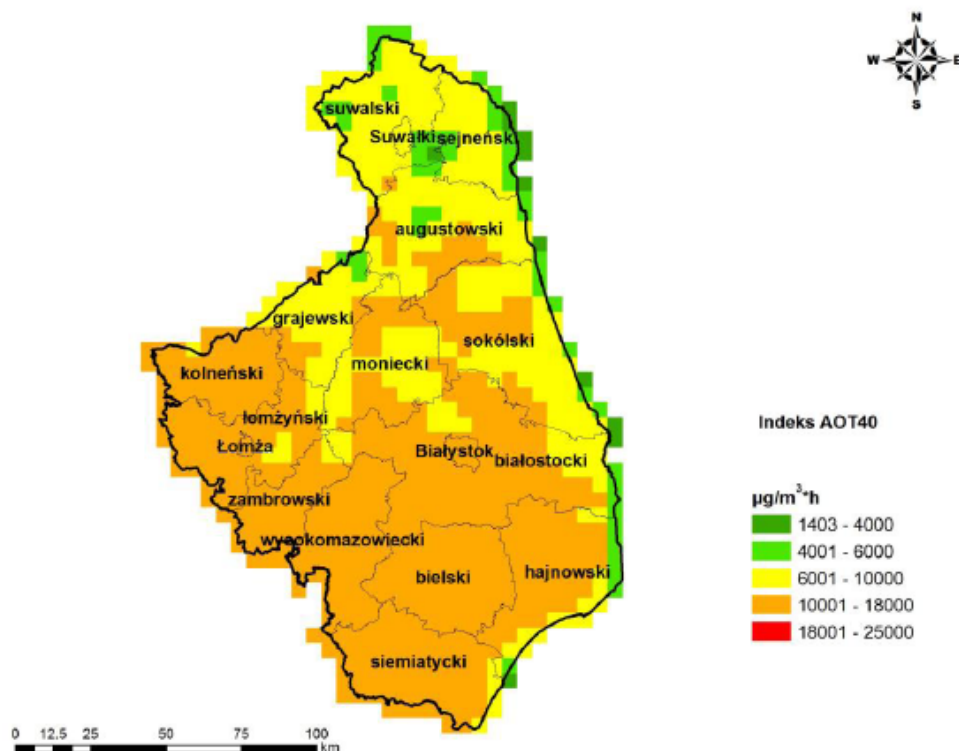 N
W E
S
suwalski
Suwałki sejneński
augustowski
grajewski
sokólski
moniecki
kolneński
łomżyński
Łomża
Białystok
białostocki
zambrowski
wysokomazowiecki
bielski
hajnowski
siemiatycki
Indeks AOT40
µg/m³*h
1403 - 4000
4001 - 6000
6001 - 10000
10001 - 18000
18001 - 25000
0 12.5 25 50 75 100
km